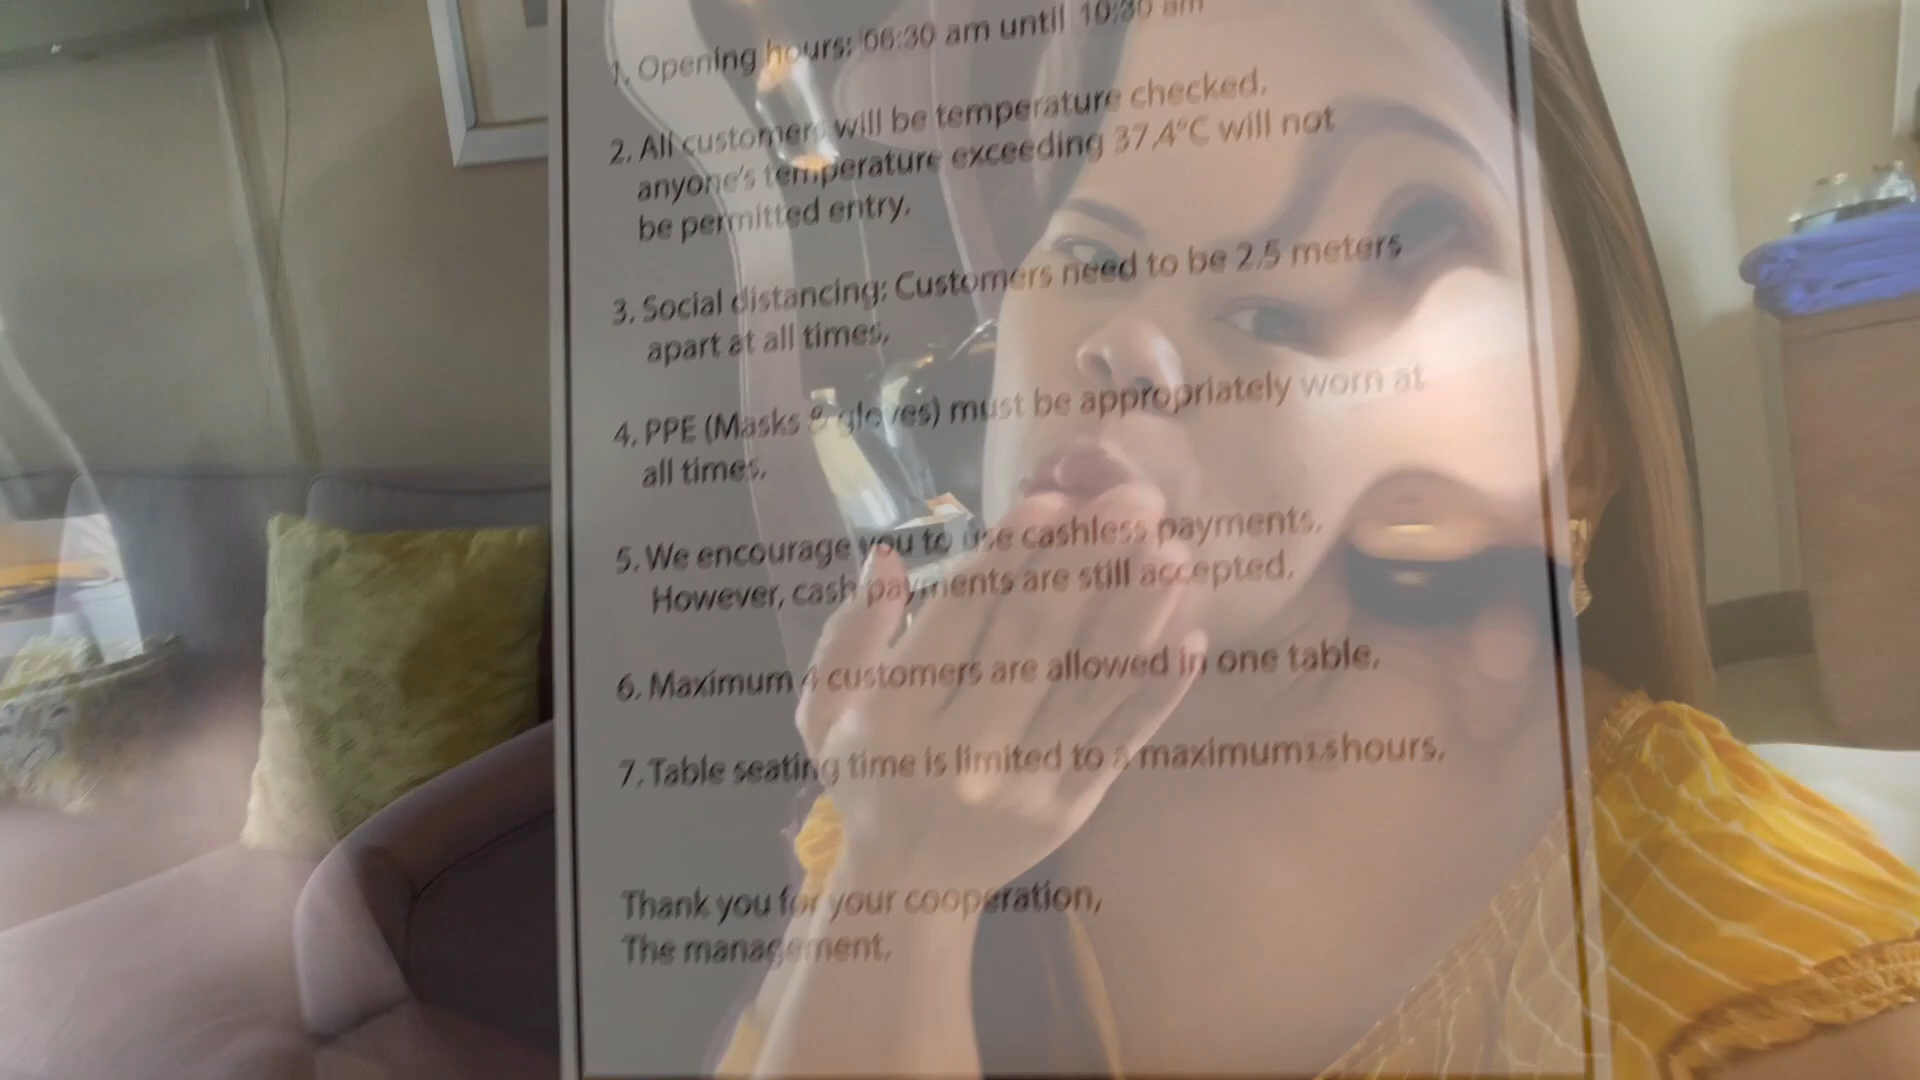 1. Opening hours: 06:30 am until 10:30 am
2. All customers will be temperature checked.
anyone's temperature exceeding 37.4°C will not
be permitted entry.
3. Social distancing: Customers need to be 2.5 meters
apart at all times.
4. PPE (Masks & gloves) must be appropriately worn at
all times.
5. We encourage you to use cashless payments.
However, cash payments are still accepted.
6. Maximum 4 customers are allowed in one table.
7. Table seating time is limited to a maximum 1.5 hours.
Thank you for your cooperation,
The management.